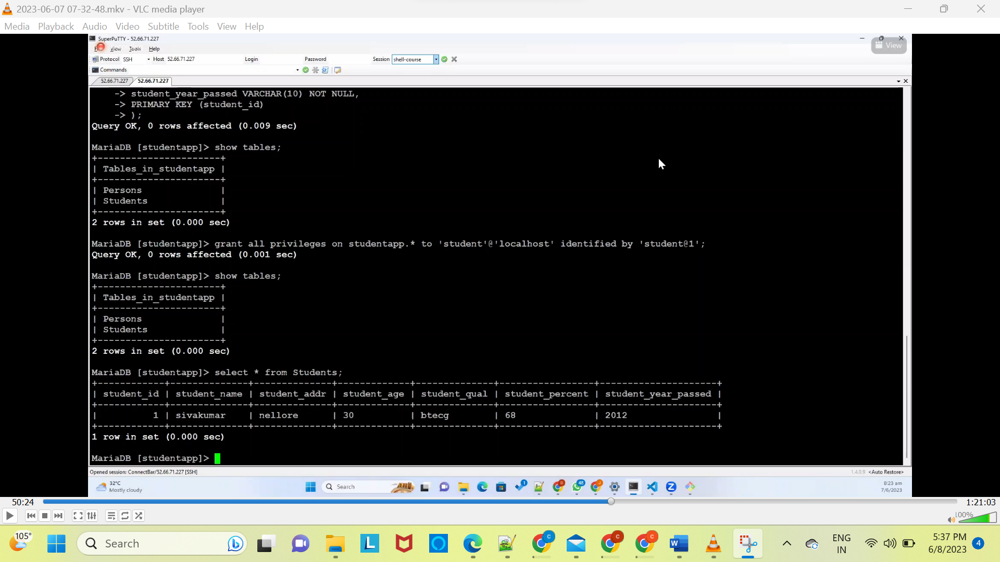 2023-06-07 07-32-48.mkv - VLC media player
Media Playback Audio Video Subtitle Tools View Help
SuperPuTTY - 52.66.71.227
View Tools Help
View
Protocol SSH Host 52.66.71.227 Login Password Session shell-course
Commands
52.66.71.227 52.66.71.227
-> student_year_passed VARCHAR(10) NOT NULL,
-> PRIMARY KEY (student_id)
-> );
Query OK, 0 rows affected (0.009 sec)
MariaDB [studentapp]> show tables;
+----------------------+
| Tables_in_studentapp |
+----------------------+
| Persons |
| Students |
+----------------------+
2 rows in set (0.000 sec)
MariaDB [studentapp]> grant all privileges on studentapp.* to 'student'@'localhost' identified by 'student@1';
Query OK, 0 rows affected (0.001 sec)
MariaDB [studentapp]> show tables;
+----------------------+
| Tables_in_studentapp |
+----------------------+
| Persons |
| Students |
+----------------------+
2 rows in set (0.000 sec)
MariaDB [studentapp]> select * from Students;
+------------+--------------+--------------+-------------+--------------+-----------------+---------------------+
| student_id | student_name | student_addr | student_age | student_qual | student_percent | student_year_passed |
+------------+--------------+--------------+-------------+--------------+-----------------+---------------------+
| 1 | sivakumar | nellore | 30 | btecg | 68 | 2012 |
+------------+--------------+--------------+-------------+--------------+-----------------+---------------------+
1 row in set (0.000 sec)
MariaDB [studentapp]>
Opened session: ConnectBar/52.66.71.227 [SSH] 1.4.0.9 <Auto Restore>
32°C
Mostly cloudy
Search
1
48
8:23 am
7/6/2023
50:24 1:21:03
100%
105°
Search
ENG
IN
5:37 PM
6/8/2023
4